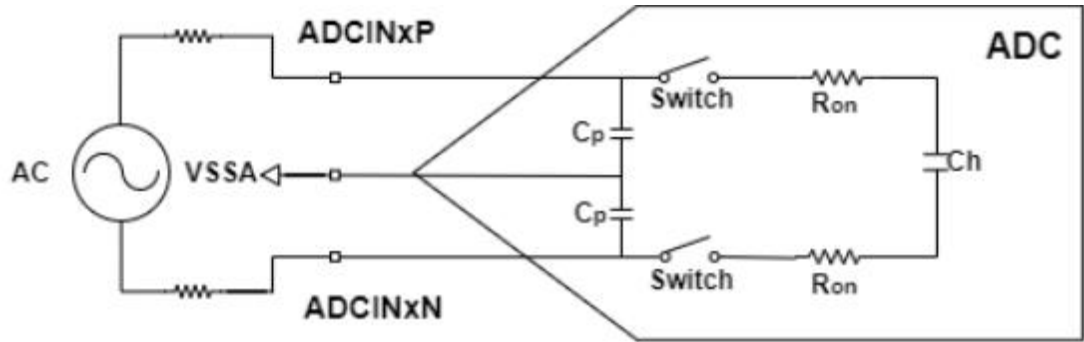 ADCINxP
ADC
Switch
Ron
Cp
AC
VSSA
Ch
Cp
Switch
Ron
ADCINxN